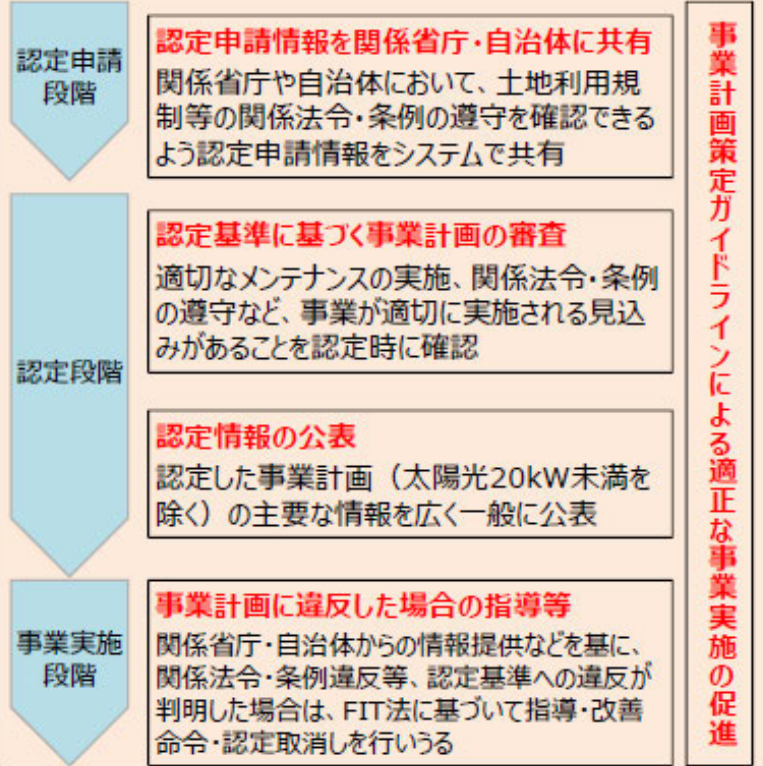 認定申請
段階
認定申請情報を関係省庁・自治体に共有
関係省庁や自治体において、土地利用規
制等の関係法令・条例の遵守を確認できる
よう認定申請情報をシステムで共有
認定段階
認定基準に基づく事業計画の審査
適切なメンテナンスの実施、関係法令・条例
の遵守など、事業が適切に実施される見込
みがあることを認定時に確認
認定情報の公表
認定した事業計画（太陽光20kW未満を
除く）の主要な情報を広く一般に公表
事業実施
段階
事業計画に違反した場合の指導等
関係省庁・自治体からの情報提供などを基に、
関係法令・条例違反等、認定基準への違反が
判明した場合は、FIT法に基づいて指導・改善
命令・認定取消しを行いうる
事業計画策定ガイドラインによる適正な事業実施の促進